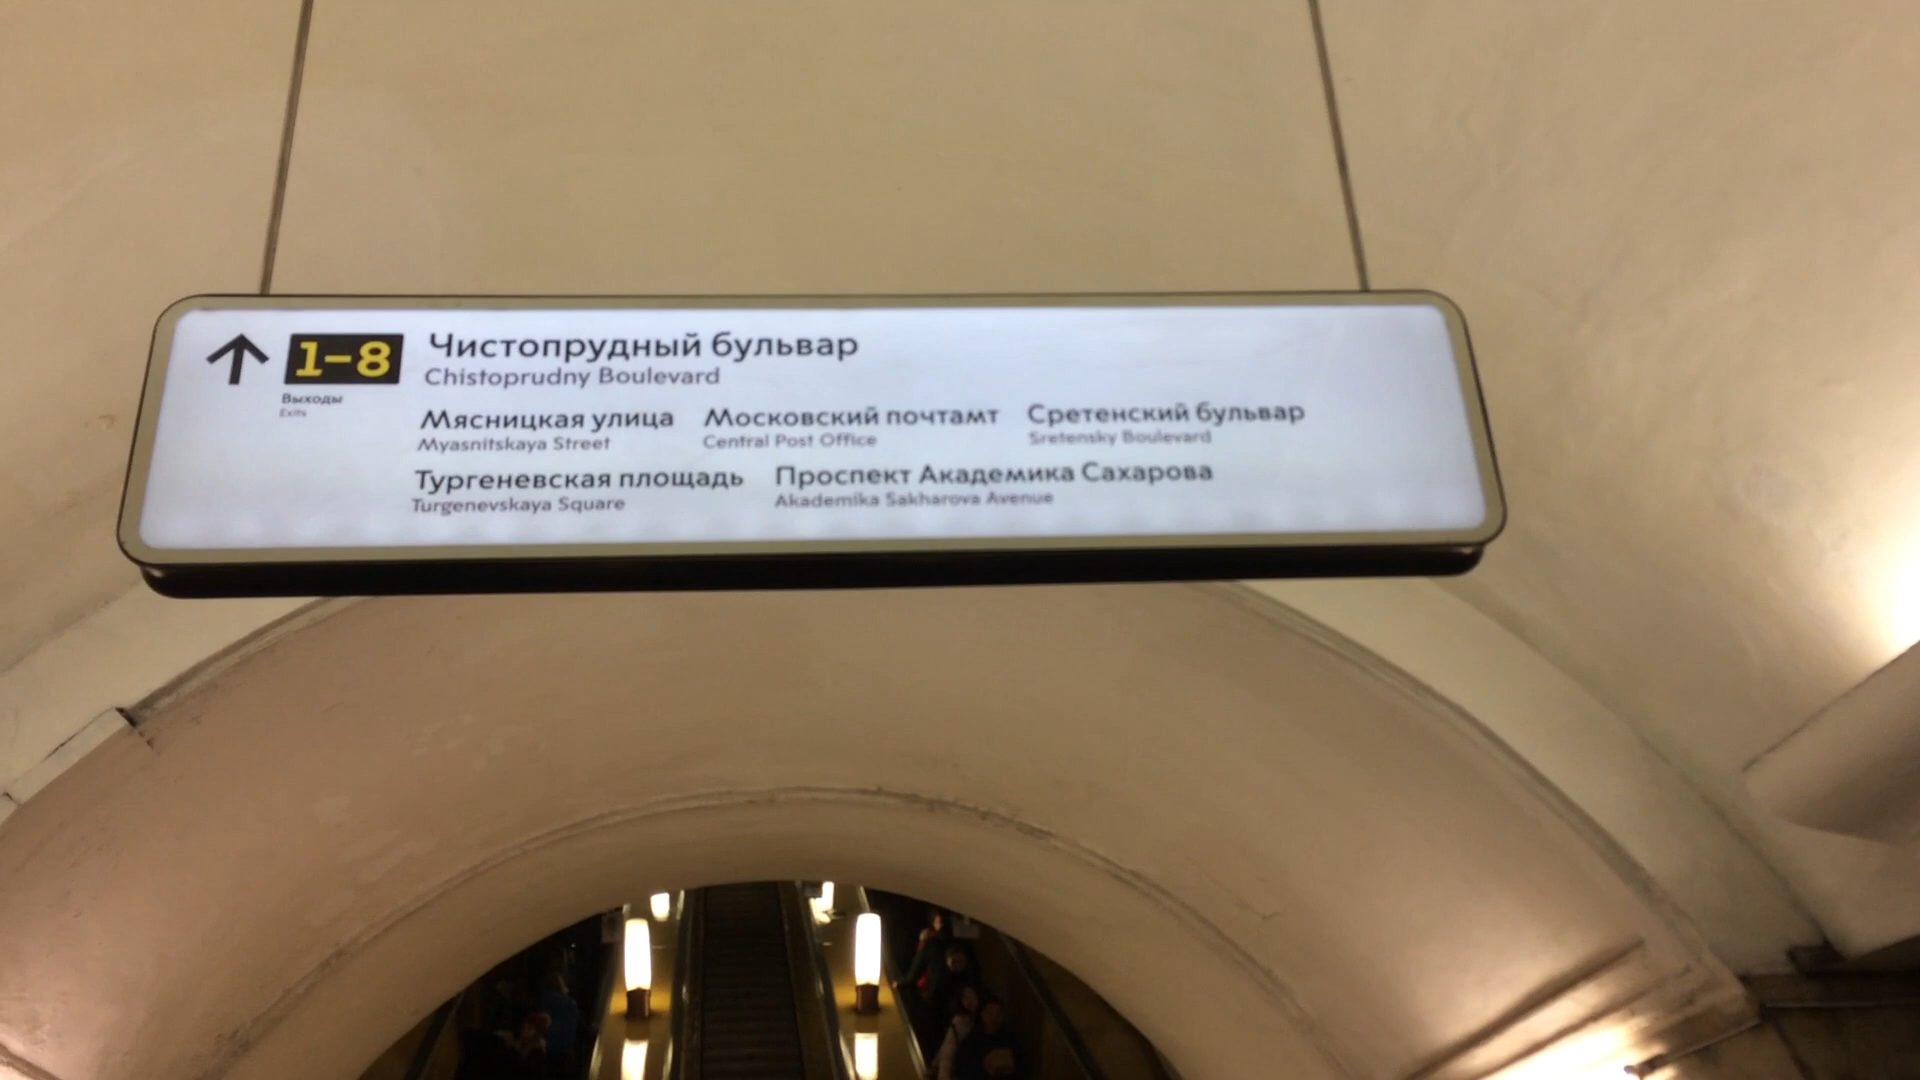 1-8
Выходы
Exits
Чистопрудный бульвар
Chistoprudny Boulevard
Мясницкая улица Московский почтамт Сретенский бульвар
Myasnitskaya Street Central Post Office Sretensky Boulevard
Тургеневская площадь Проспект Академика Сахарова
Turgenevskaya Square Akademika Sakharova Avenue